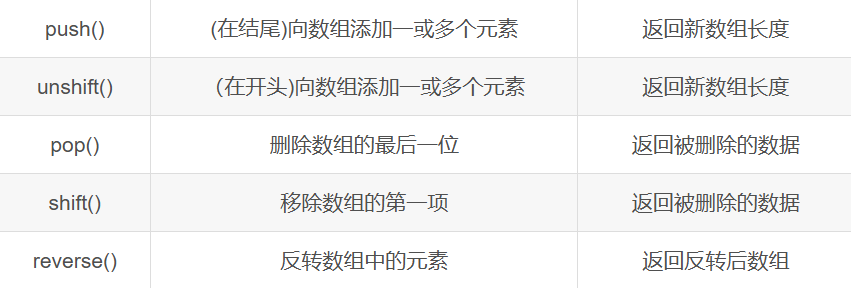 push() (在结尾)向数组添加一或多个元素 返回新数组长度
unshift() （在开头)向数组添加一或多个元素 返回新数组长度
pop() 删除数组的最后一位 返回被删除的数据
shift() 移除数组的第一项 返回被删除的数据
reverse() 反转数组中的元素 返回反转后数组